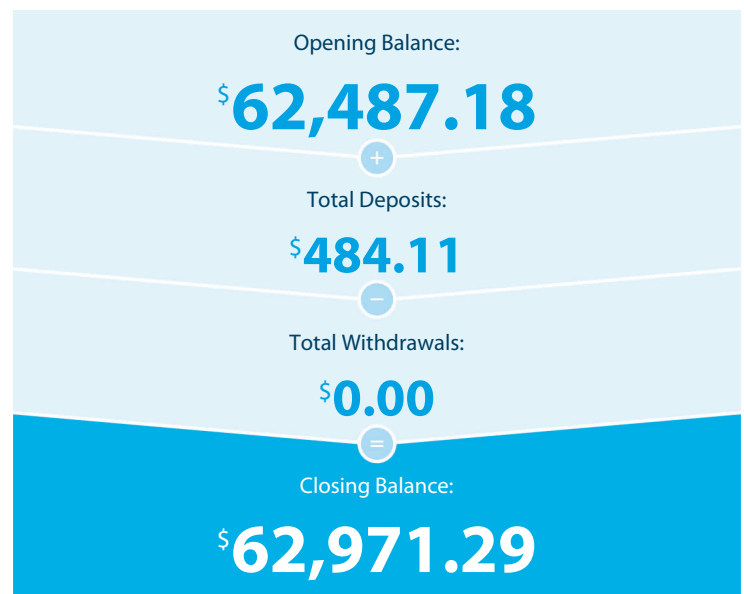 Opening Balance:
$62,487.18
+
Total Deposits:
$484.11
−
Total Withdrawals:
$0.00
=
Closing Balance:
$62,971.29